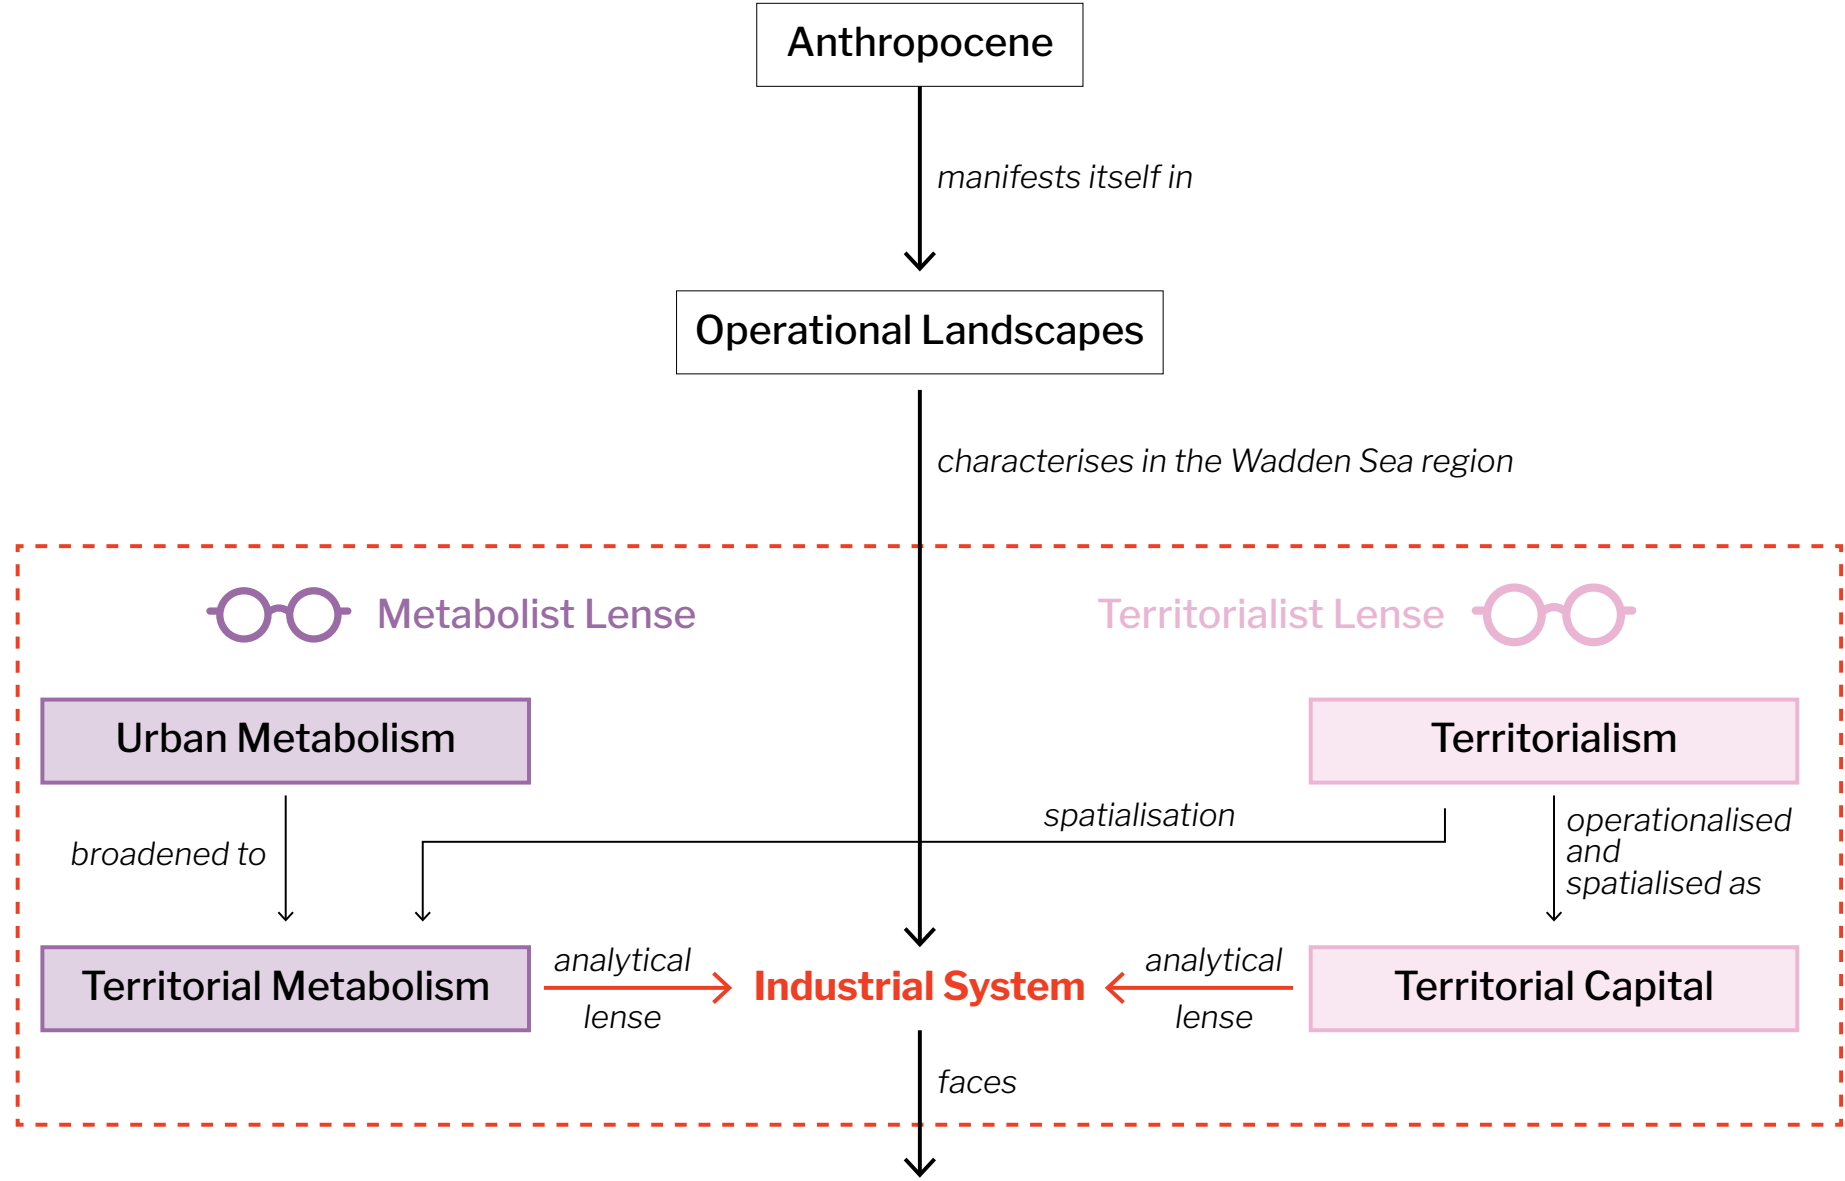 Anthropocene
manifests itself in
Operational Landscapes
characterises in the Wadden Sea region
Metabolist Lense
Territorialist Lense
Urban Metabolism
Territorialism
spatialisation
broadened to
operationalised
and
spatialised as
Territorial Metabolism
analytical
lense
Industrial System
analytical
lense
Territorial Capital
faces